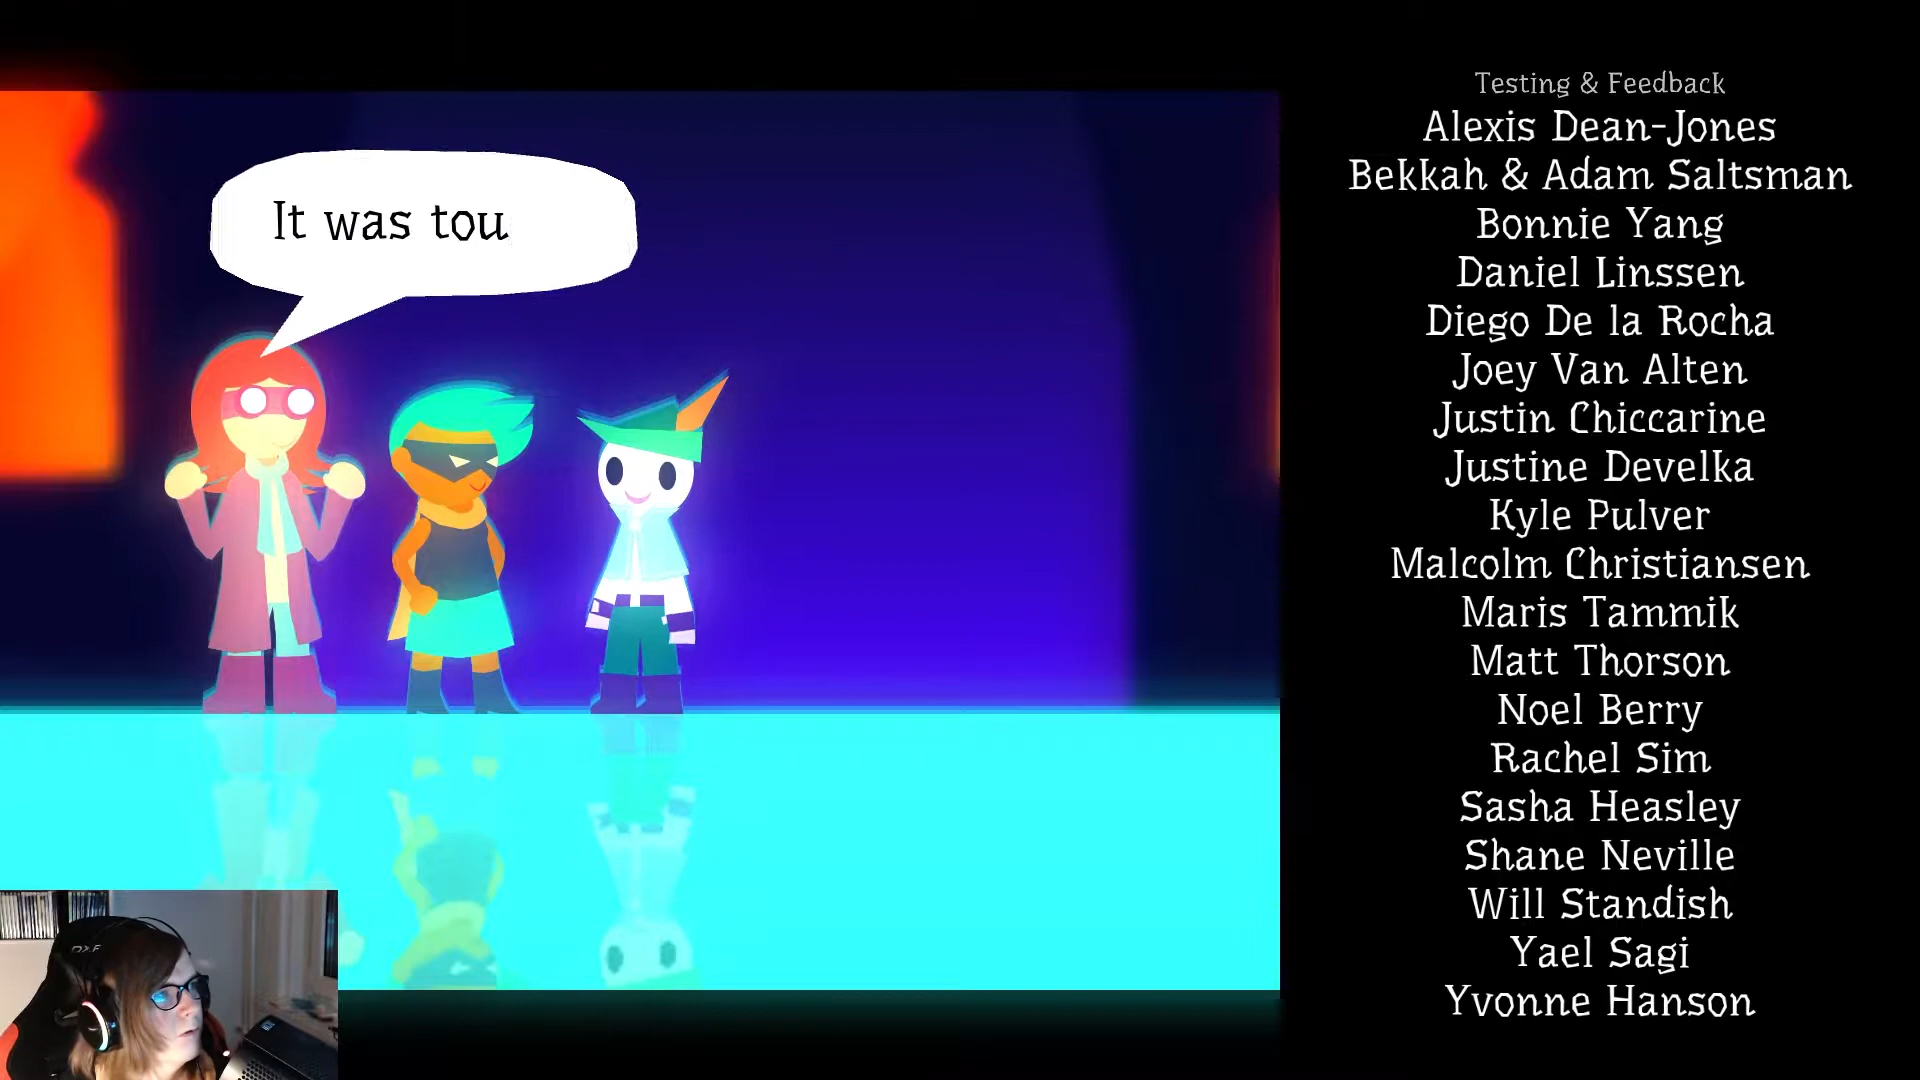 It was tou
Testing & Feedback
Alexis Dean-Jones
Bekkah & Adam Saltsman
Bonnie Yang
Daniel Linssen
Diego De la Rocha
Joey Van Alten
Justin Chiccarine
Justine Develka
Kyle Pulver
Malcolm Christiansen
Maris Tammik
Matt Thorson
Noel Berry
Rachel Sim
Sasha Heasley
Shane Neville
Will Standish
Yael Sagi
Yvonne Hanson